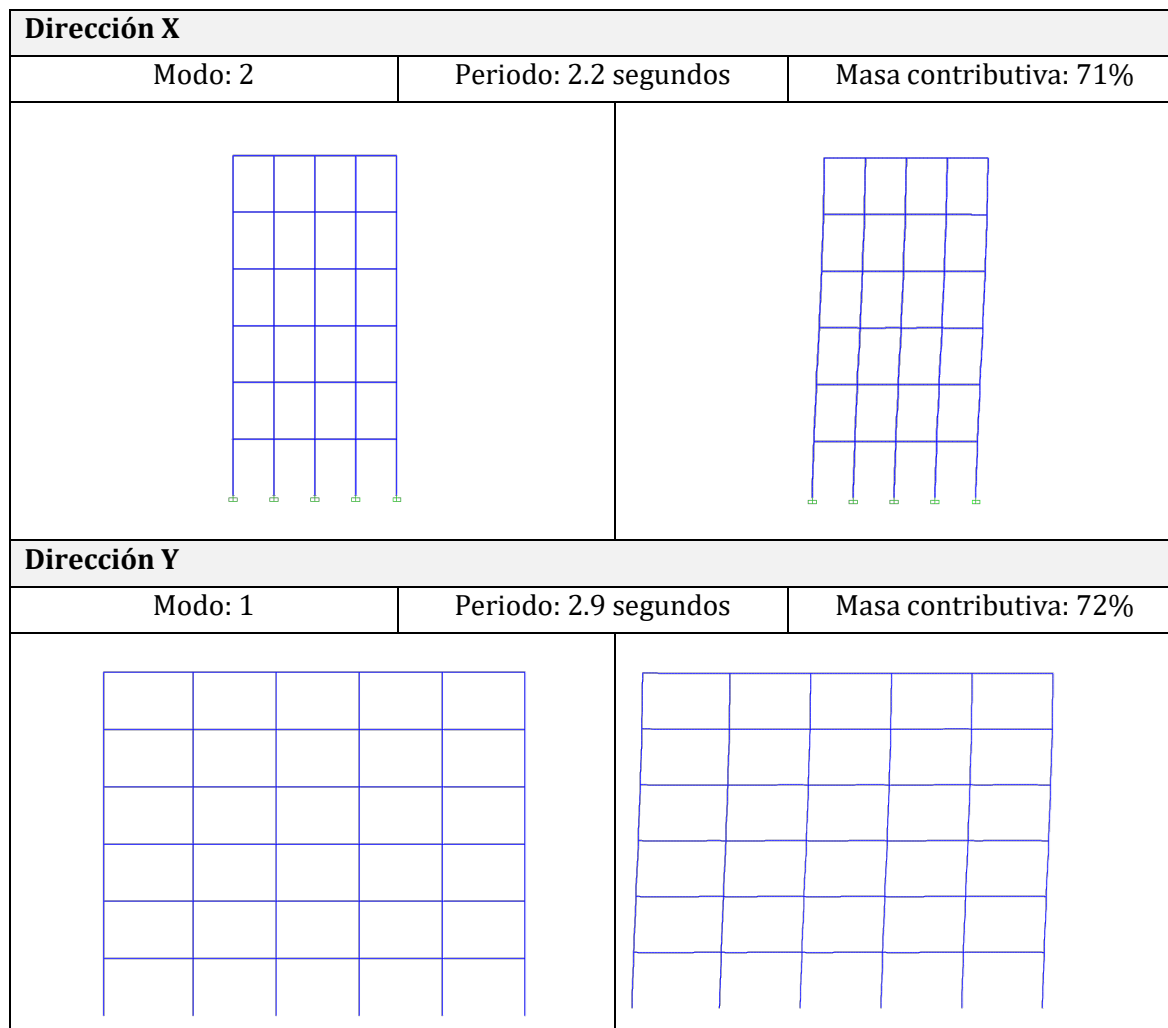 Dirección X
Modo: 2 Periodo: 2.2 segundos Masa contributiva: 71%
Dirección Y
Modo: 1 Periodo: 2.9 segundos Masa contributiva: 72%